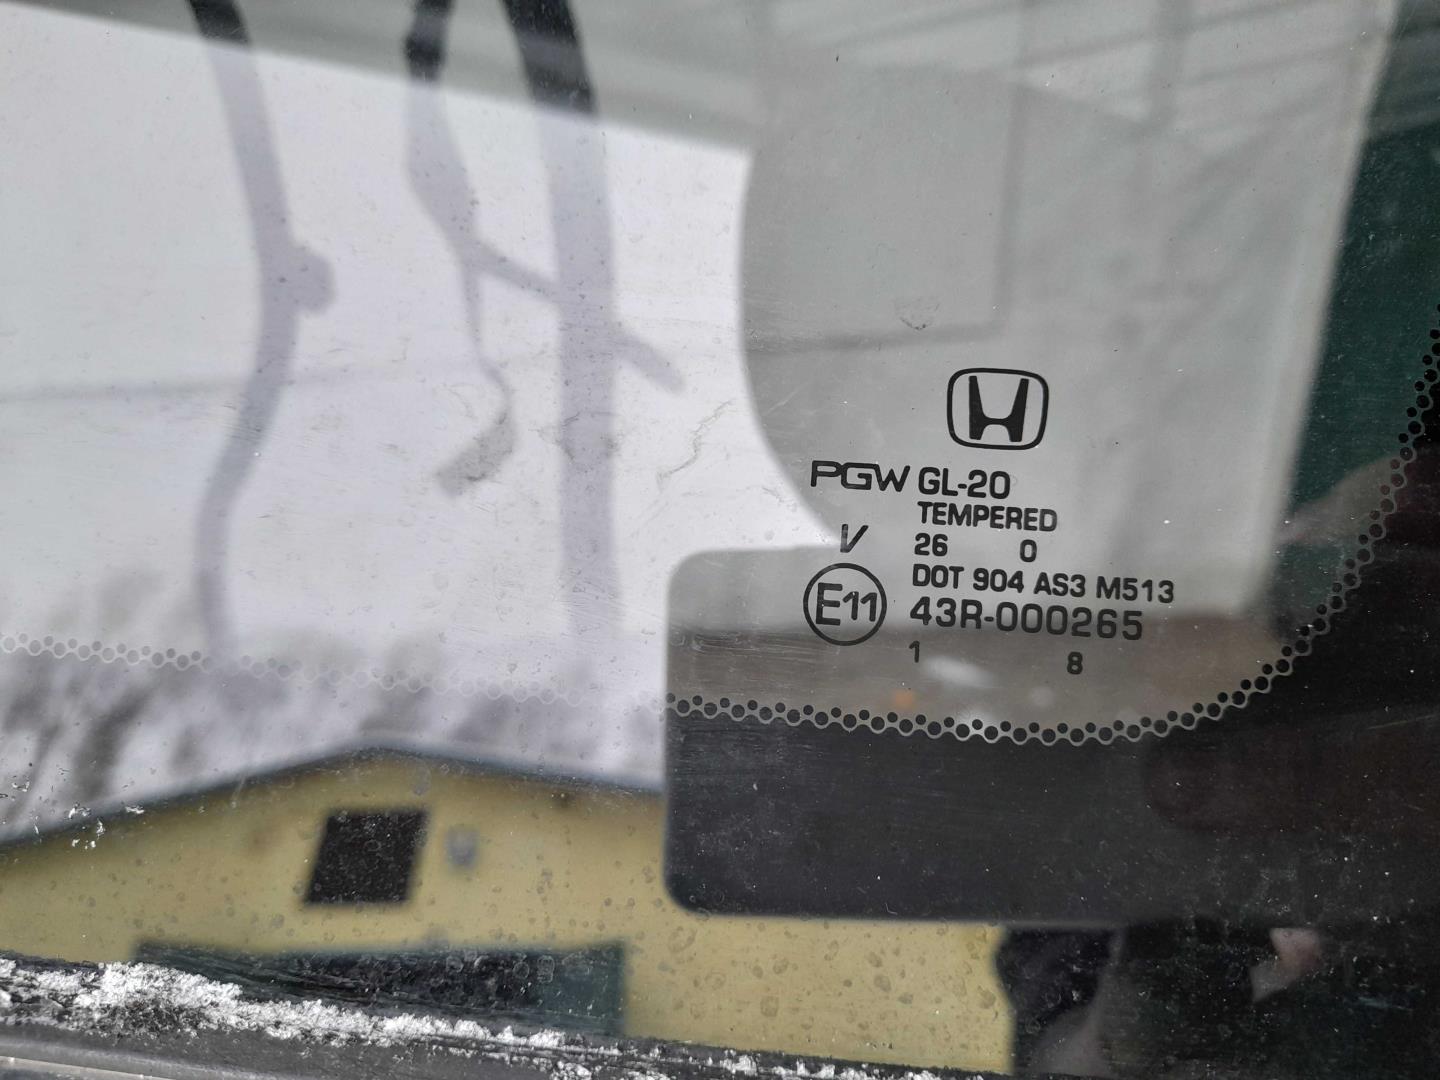 PGW GL-20
TEMPERED
V 26 0
DOT 904 AS3 M513
E11 43R-000265
1 8